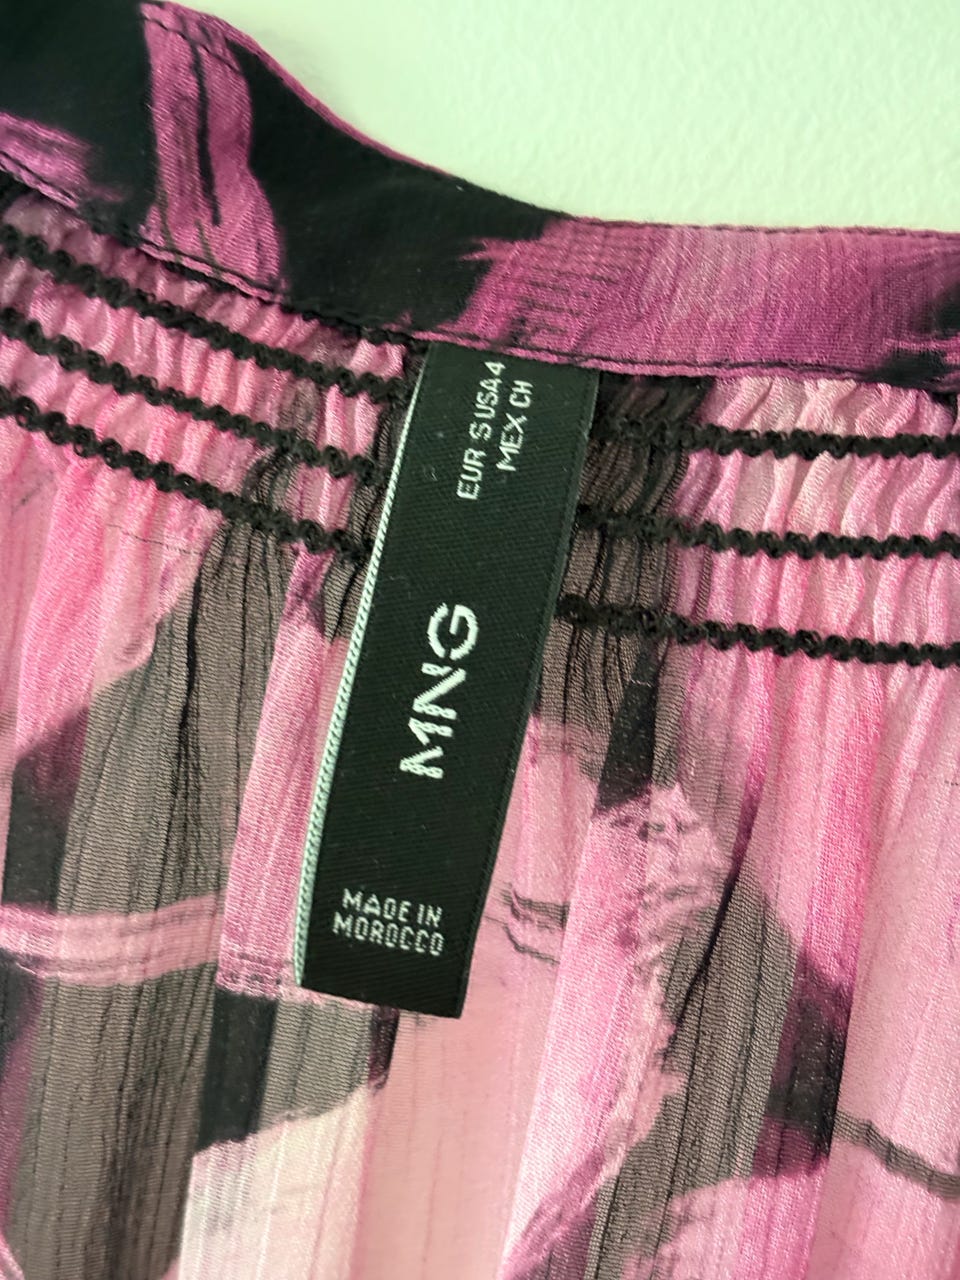 EUR S USA 4
MEX CH
MNG
MADE IN
MOROCCO